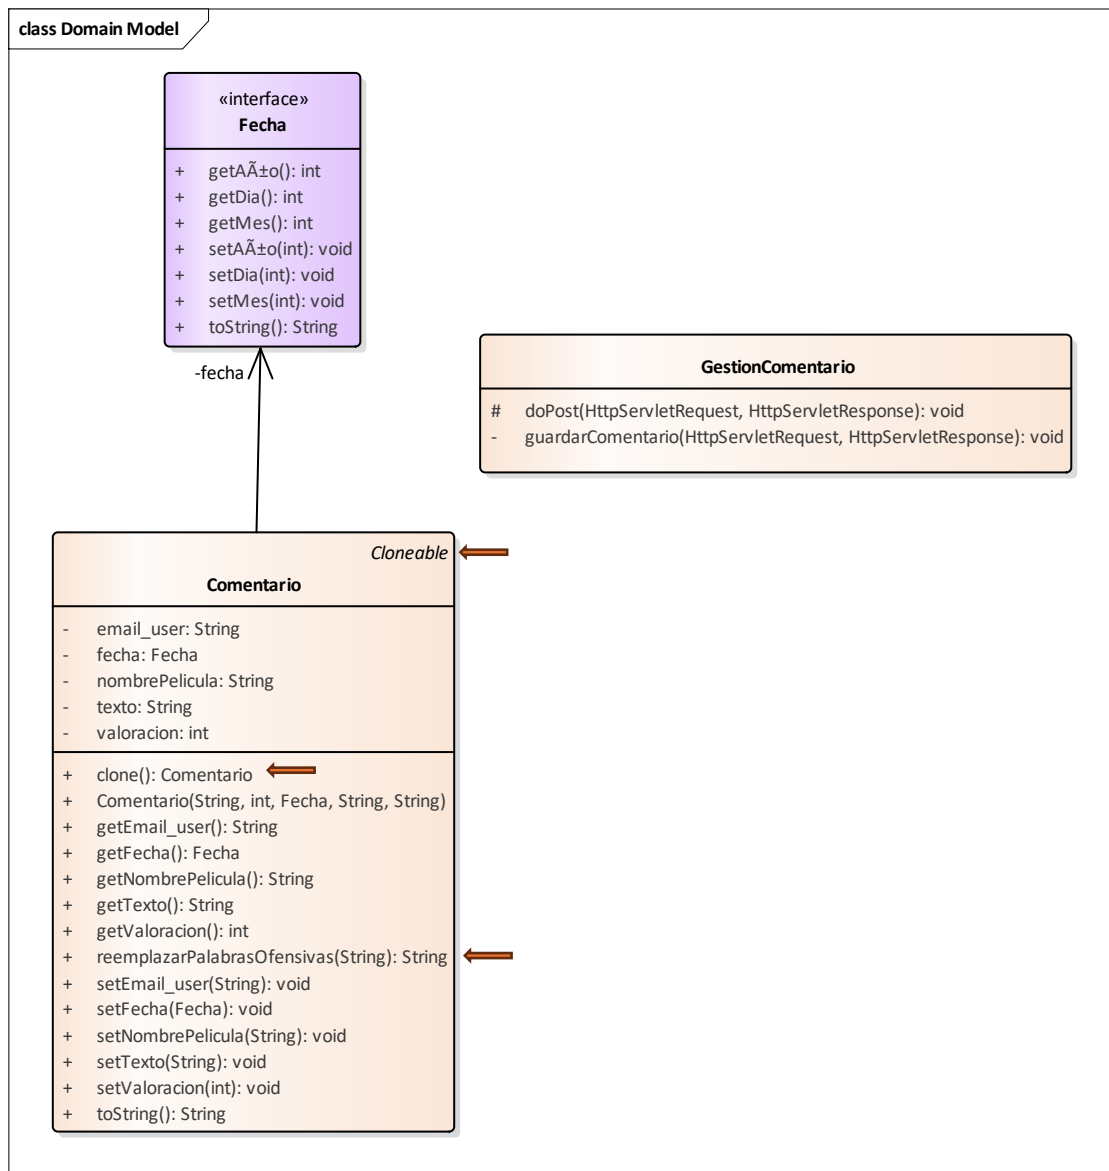 class Domain Model
«interface»
Fecha
+ getAÃ±o(): int
+ getDia(): int
+ getMes(): int
+ setAÃ±o(int): void
+ setDia(int): void
+ setMes(int): void
+ toString(): String
-fecha
GestionComentario
# doPost(HttpServletRequest, HttpServletResponse): void
- guardarComentario(HttpServletRequest, HttpServletResponse): void
Cloneable
Comentario
- email_user: String
- fecha: Fecha
- nombrePelicula: String
- texto: String
- valoracion: int
+ clone(): Comentario
+ Comentario(String, int, Fecha, String, String)
+ getEmail_user(): String
+ getFecha(): Fecha
+ getNombrePelicula(): String
+ getTexto(): String
+ getValoracion(): int
+ reemplazarPalabrasOfensivas(String): String
+ setEmail_user(String): void
+ setFecha(Fecha): void
+ setNombrePelicula(String): void
+ setTexto(String): void
+ setValoracion(int): void
+ toString(): String